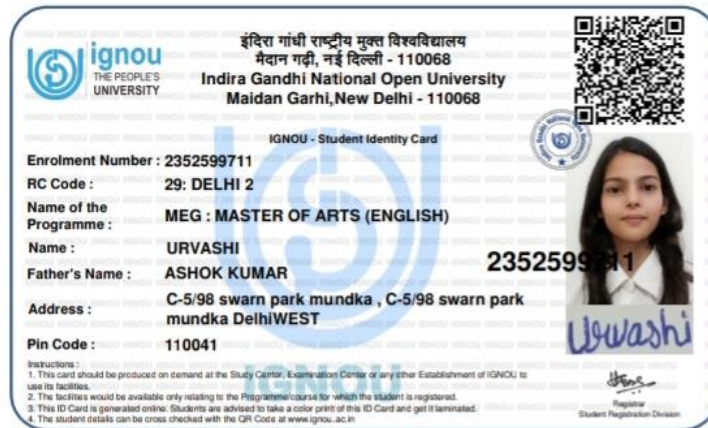 ignou
THE PEOPLE'S
UNIVERSITY
इंदिरा गांधी राष्ट्रीय मुक्त विश्वविद्यालय
मैदान गढ़ी, नई दिल्ली - 110068
Indira Gandhi National Open University
Maidan Garhi,New Delhi - 110068
IGNOU - Student Identity Card
Enrolment Number : 2352599711
RC Code : 29: DELHI 2
Name of the
Programme : MEG : MASTER OF ARTS (ENGLISH)
Name : URVASHI
Father's Name : ASHOK KUMAR
2352599711
Address : C-5/98 swarn park mundka , C-5/98 swarn park
mundka DelhiWEST
Pin Code : 110041
Urwashi
Instructions :
1. This card should be produced on demand at the Study Center, Examination Center or any other Establishment of IGNOU to
use its facilities.
2. The facilities would be available only relating to the Programme/course for which the student is registered.
3. This ID Card is generated online. Students are advised to take a color print of this ID Card and get it laminated.
4. The student details can be cross checked with the QR Code at www.ignou.ac.in
Registrar
Student Registration Division
IGNOU